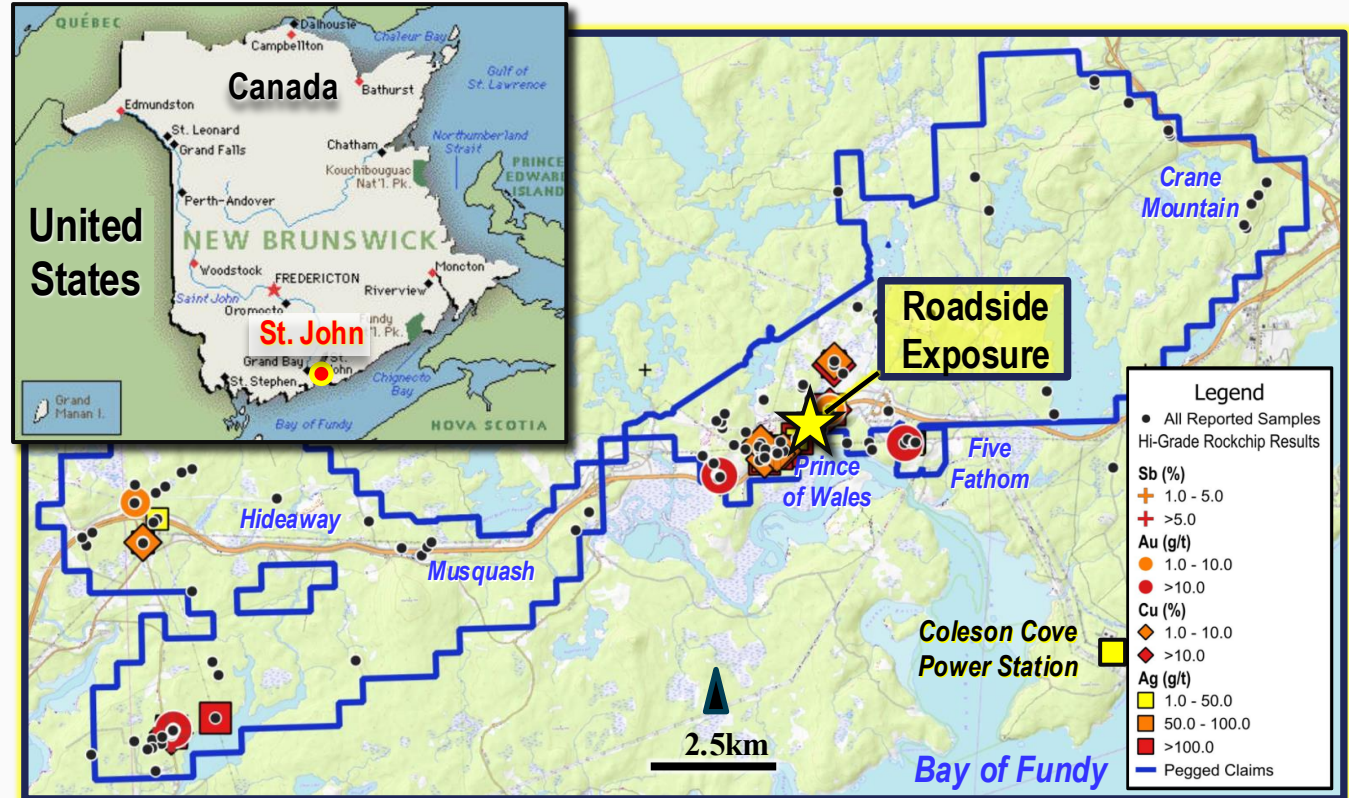 QUÉBEC
Dalhousie
Campbellton
Chaleur Bay
Canada
Bathurst
Gulf of
St. Lawrence
Edmundston
St. Leonard
Grand Falls
Chatham
Northumberland
Strait
Kouchibouguac
Nat'l. Pk.
PRINCE
EDWARD
ISLAND
Perth-Andover
United
States
NEW BRUNSWICK
Woodstock
FREDERICTON
Moncton
Riverview
Saint John
Oromocto
St. John
Grand Bay
St.
St. Stephen
Chignecto
Bay
Grand
Manan I.
Bay of Fundy
NOVA SCOTIA
Crane
Mountain
Roadside
Exposure
Prince
of Wales
Five
Fathom
Hideaway
Musquash
Coleson Cove
Power Station
2.5km
Bay of Fundy
Legend
All Reported Samples
Hi-Grade Rockchip Results
Sb (%)
1.0 - 5.0
>5.0
Au (g/t)
1.0 - 10.0
>10.0
Cu (%)
1.0 - 10.0
>10.0
Ag (g/t)
1.0 - 50.0
50.0 - 100.0
>100.0
Pegged Claims